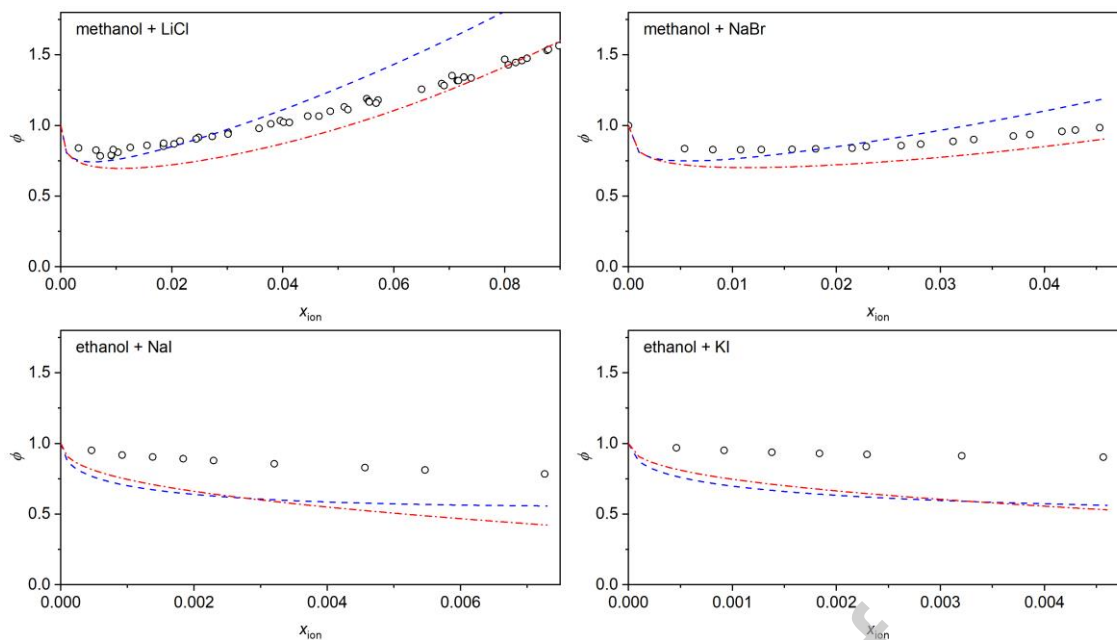 methanol + LiCl
1.5
1.0
0.5
0.0
ϕ
0.00 0.02 0.04 0.06 0.08
x_ion
methanol + NaBr
1.5
1.0
0.5
0.0
ϕ
0.00 0.01 0.02 0.03 0.04
x_ion
ethanol + NaI
1.5
1.0
0.5
0.0
ϕ
0.000 0.002 0.004 0.006
x_ion
ethanol + KI
1.5
1.0
0.5
0.0
ϕ
0.000 0.001 0.002 0.003 0.004
x_ion